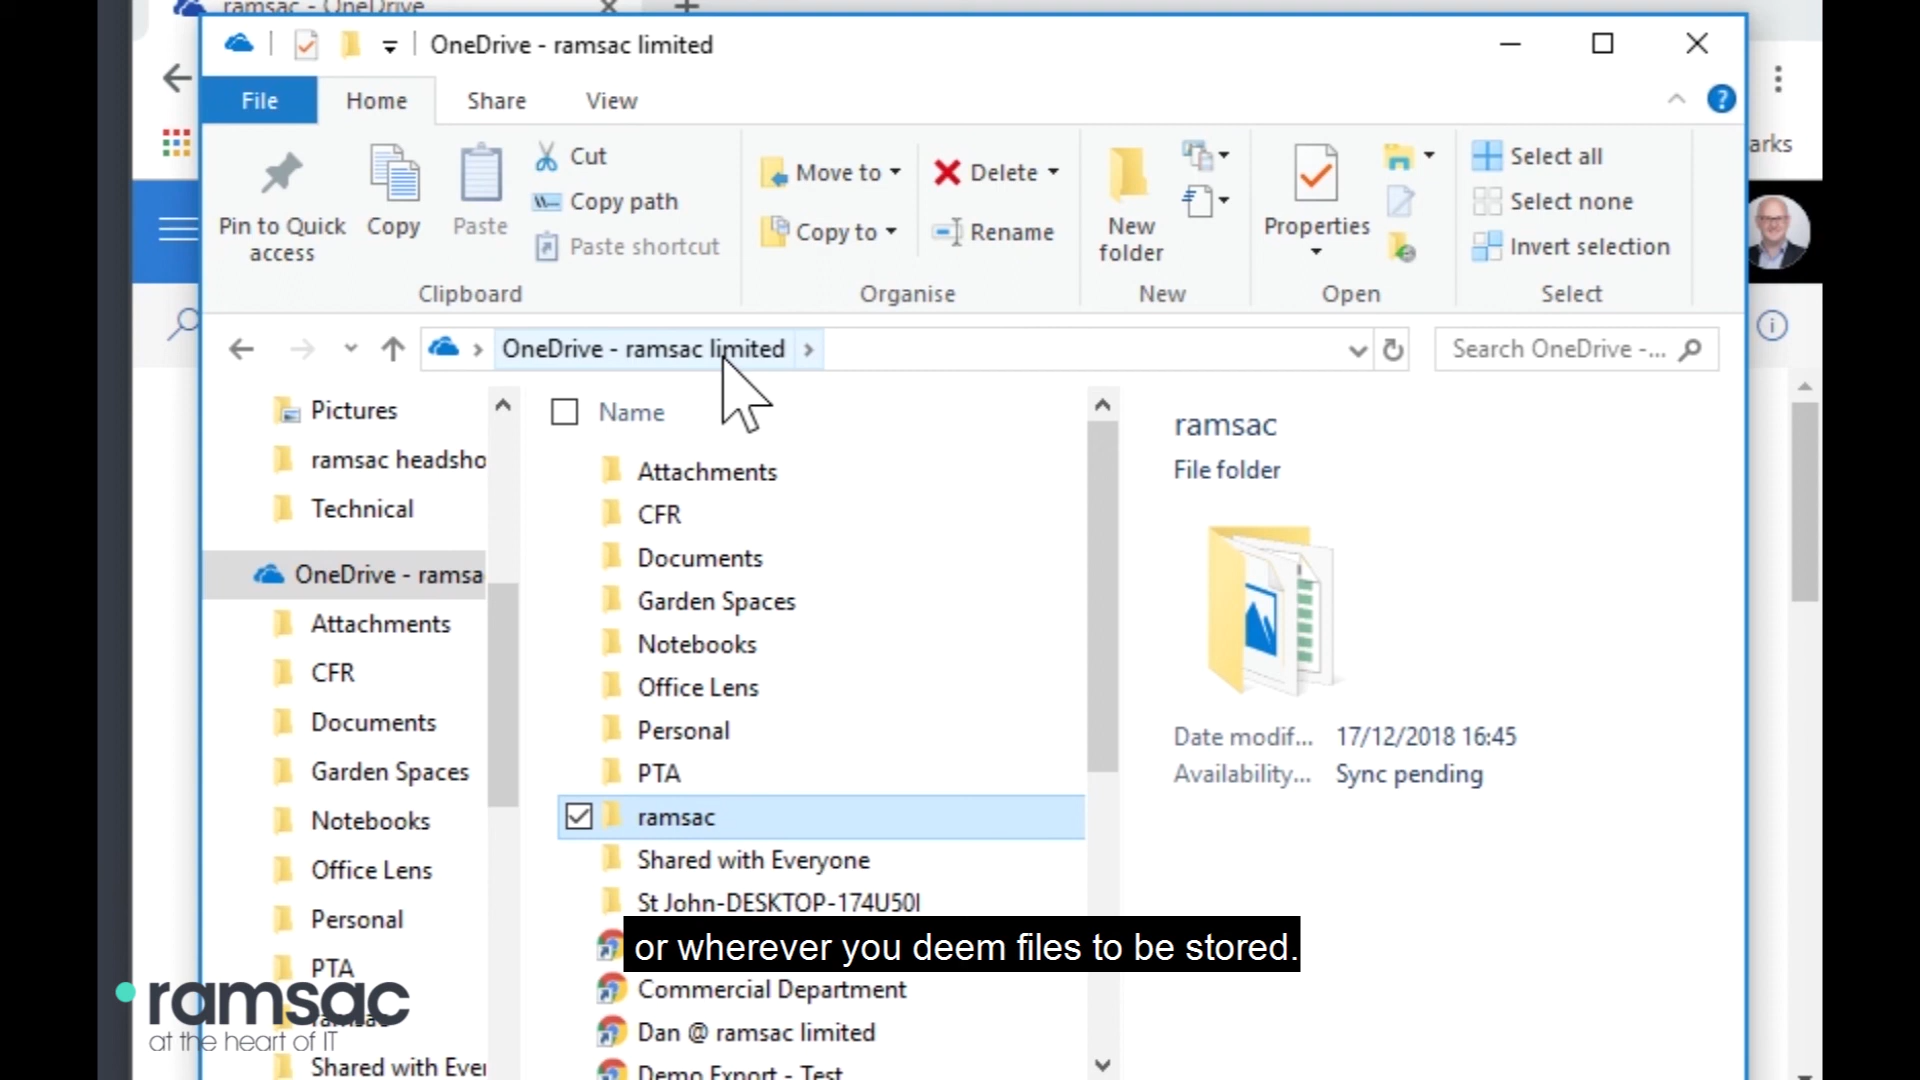 ramsac - OneDrive
OneDrive - ramsac limited
File
Home
Share
View
arks
Pin to Quick
access
Copy
Paste
Cut
Copy path
Paste shortcut
Clipboard
Move to
Copy to
Delete
Rename
Organise
New
folder
New
Properties
Open
Select all
Select none
Invert selection
Select
OneDrive - ramsac limited
Search OneDrive -...
Pictures
ramsac headsho
Technical
OneDrive - ramsa
Attachments
CFR
Documents
Garden Spaces
Notebooks
Office Lens
Personal
PTA
ramsac
Shared with Ever
Name
Attachments
CFR
Documents
Garden Spaces
Notebooks
Office Lens
Personal
PTA
ramsac
Shared with Everyone
St John-DESKTOP-174U50I
Commercial Department
Dan @ ramsac limited
Demo Export - Test
ramsac
File folder
Date modif... 17/12/2018 16:45
Availability... Sync pending
or wherever you deem files to be stored.
ramsac
at the heart of IT